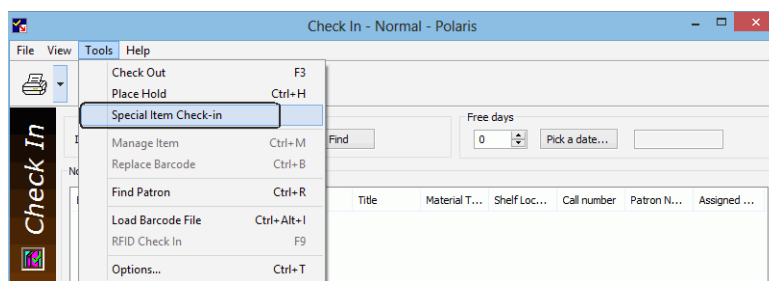 Check In - Normal - Polaris
File View Tools Help
Check Out F3
Place Hold Ctrl+H
Special Item Check-in
Manage Item Ctrl+M
Replace Barcode Ctrl+B
Find Patron Ctrl+R
Load Barcode File Ctrl+Alt+I
RFID Check In F9
Options... Ctrl+T
Check In
Find
Free days
0 Pick a date...
Title Material T... Shelf Loc... Call number Patron N... Assigned ...